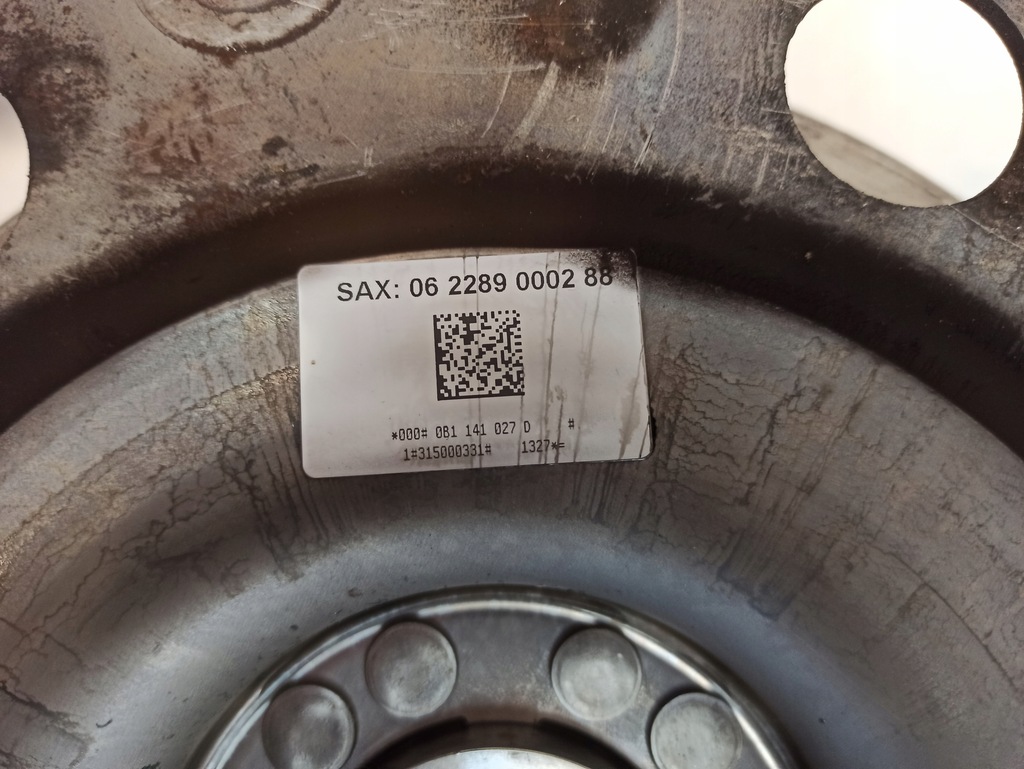 SAX: 06 2289 0002 88
*000# 0B1 141 027 D #
1#315000331# 1327*=